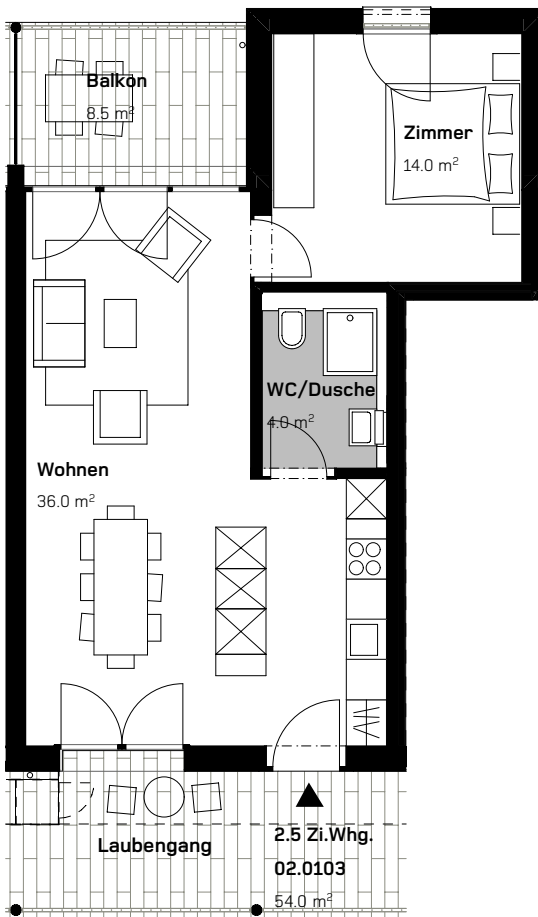 Balkon
8.5 m²
Zimmer
14.0 m²
WC/Dusche
4.0 m²
Wohnen
36.0 m²
Laubengang
2.5 Zi.Whg.
02.0103
54.0 m²